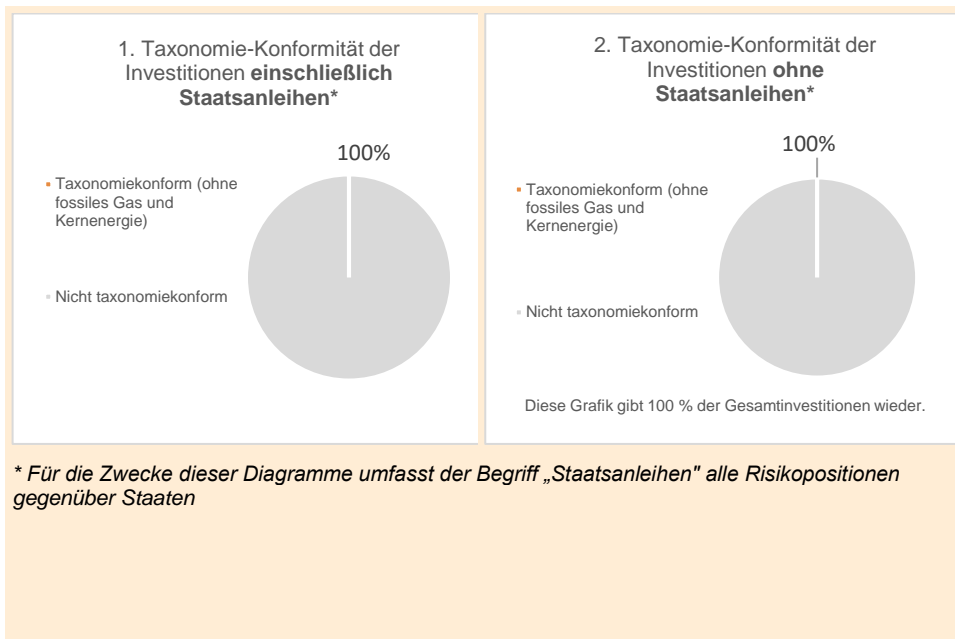 1. Taxonomie-Konformität der
Investitionen einschließlich
Staatsanleihen*
100%
Taxonomiekonform (ohne
fossiles Gas und
Kernenergie)
Nicht taxonomiekonform
2. Taxonomie-Konformität der
Investitionen ohne
Staatsanleihen*
100%
Taxonomiekonform (ohne
fossiles Gas und
Kernenergie)
Nicht taxonomiekonform
Diese Grafik gibt 100 % der Gesamtinvestitionen wieder.
* Für die Zwecke dieser Diagramme umfasst der Begriff „Staatsanleihen" alle Risikopositionen
gegenüber Staaten